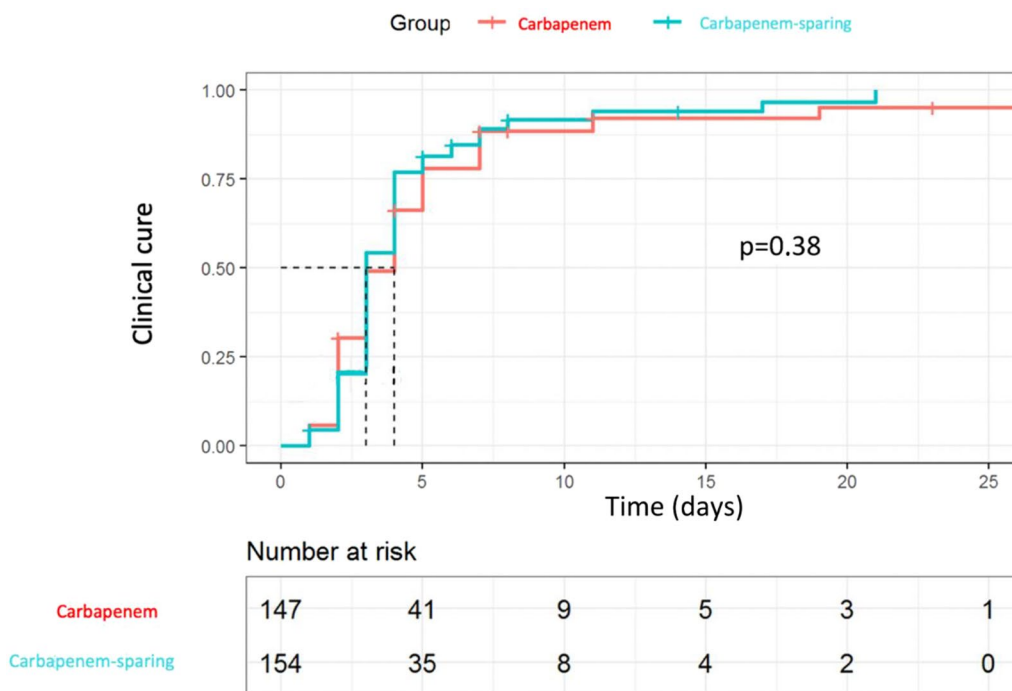 Group Carbapenem Carbapenem-sparing
1.00
0.75
0.50
0.25
0.00
Clinical cure
p=0.38
0 5 10 15 20 25
Time (days)
Number at risk
Carbapenem 147 41 9 5 3 1
Carbapenem-sparing 154 35 8 4 2 0